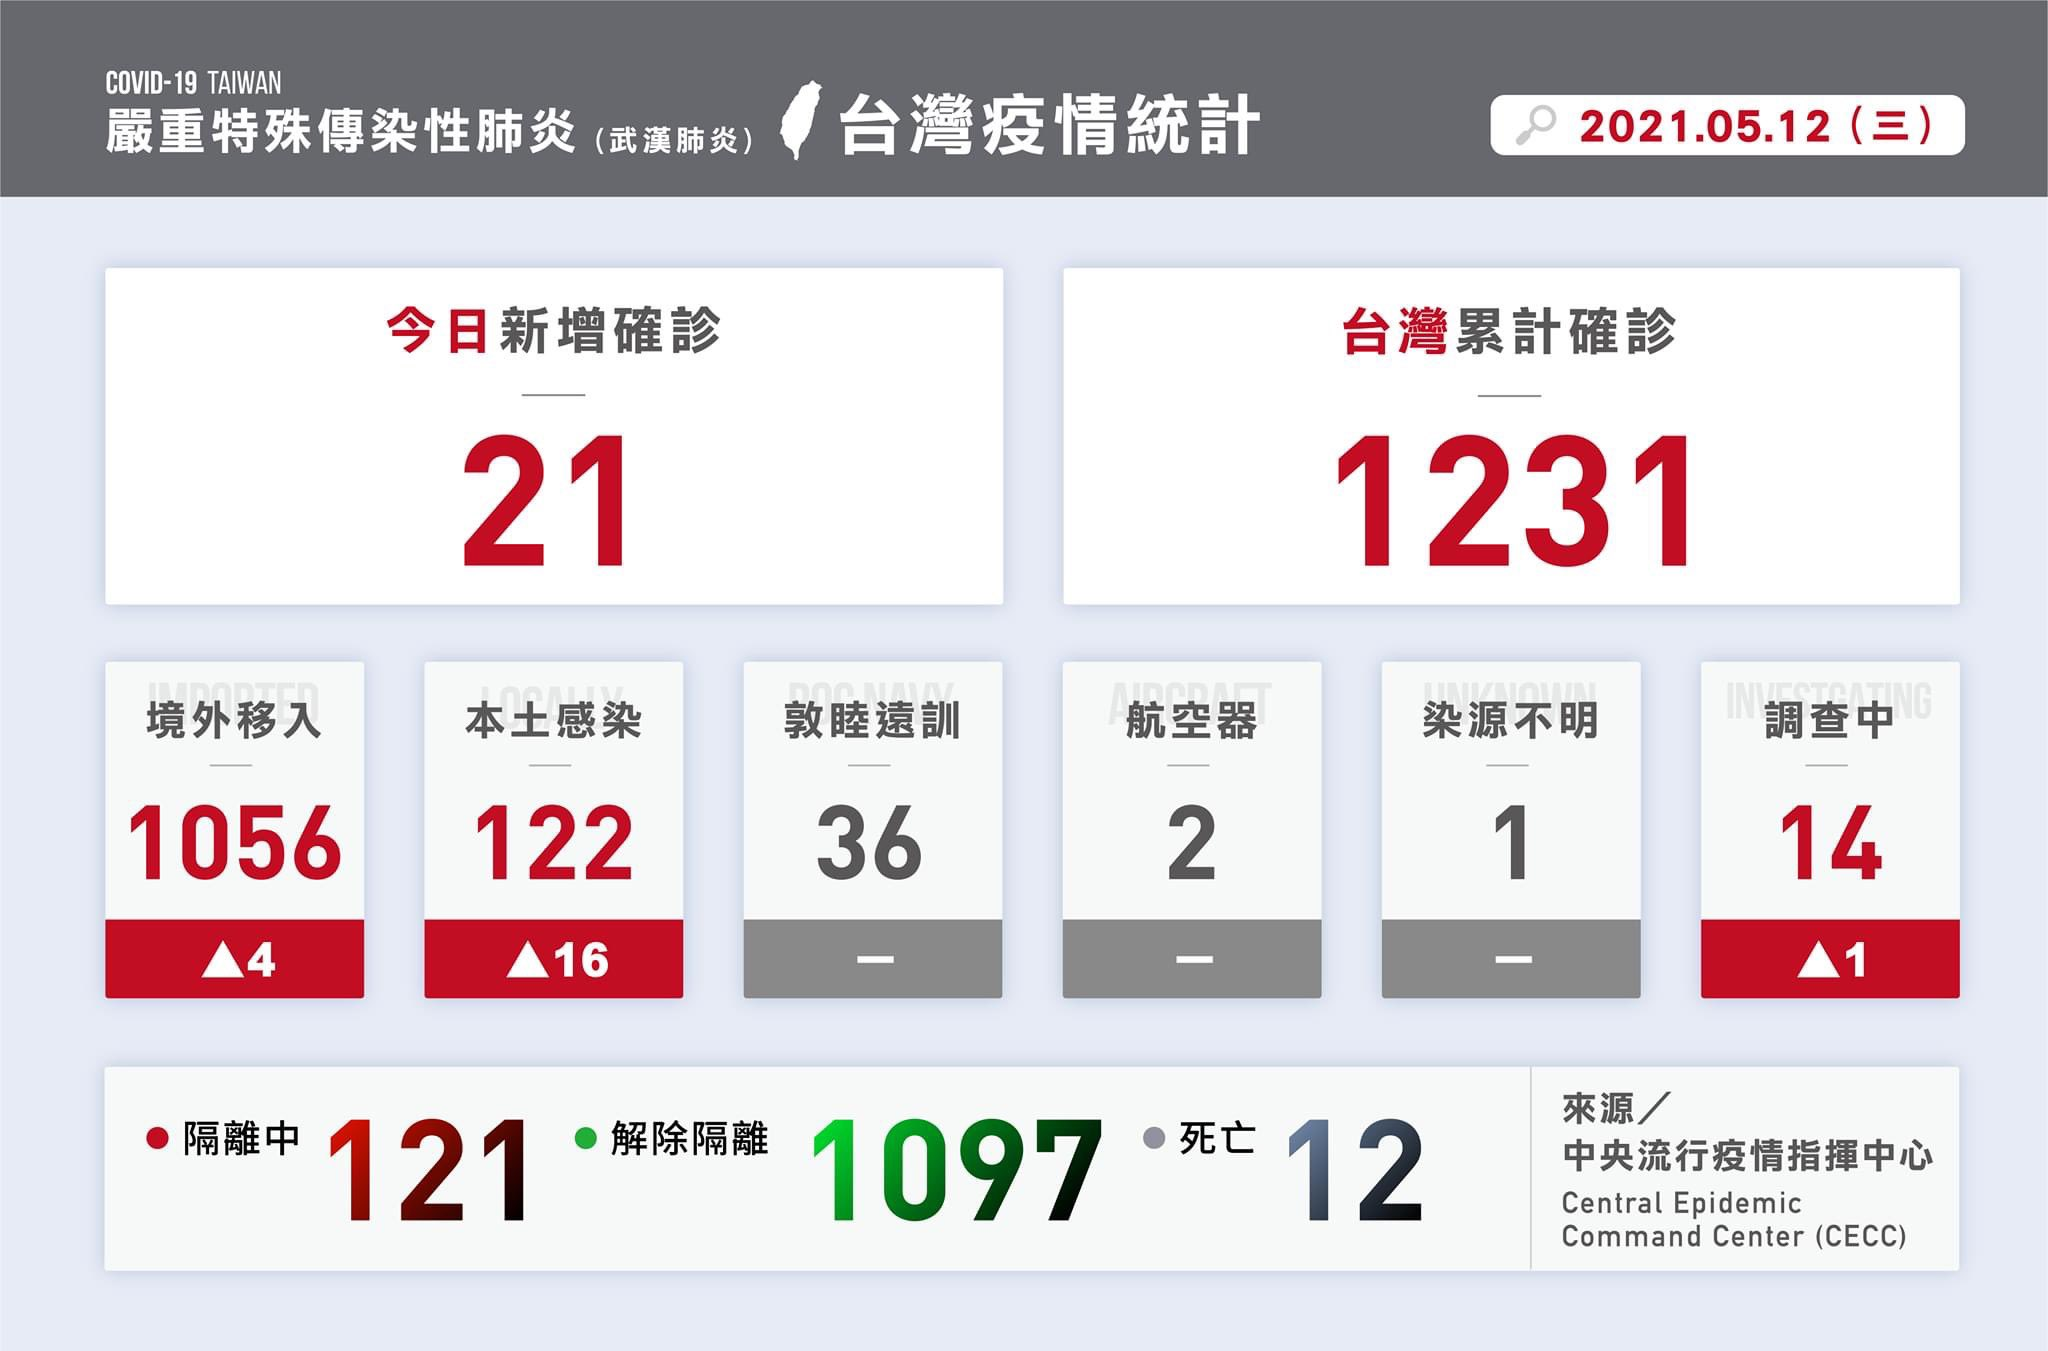 COVID-19 TAIWAN
嚴重特殊傳染性肺炎 (武漢肺炎) 台灣疫情統計
2021.05.12 (三)
今日新增確診
21
台灣累計確診
1231
IMPORTED
境外移入
1056
▲4
LOCALLY
本土感染
122
▲16
ROC NAVY
敦睦遠訓
36
–
AIRCRAFT
航空器
2
–
UNKNOWN
染源不明
1
–
INVESTGATING
調查中
14
▲1
隔離中 121
解除隔離 1097
死亡 12
來源／
中央流行疫情指揮中心
Central Epidemic
Command Center (CECC)